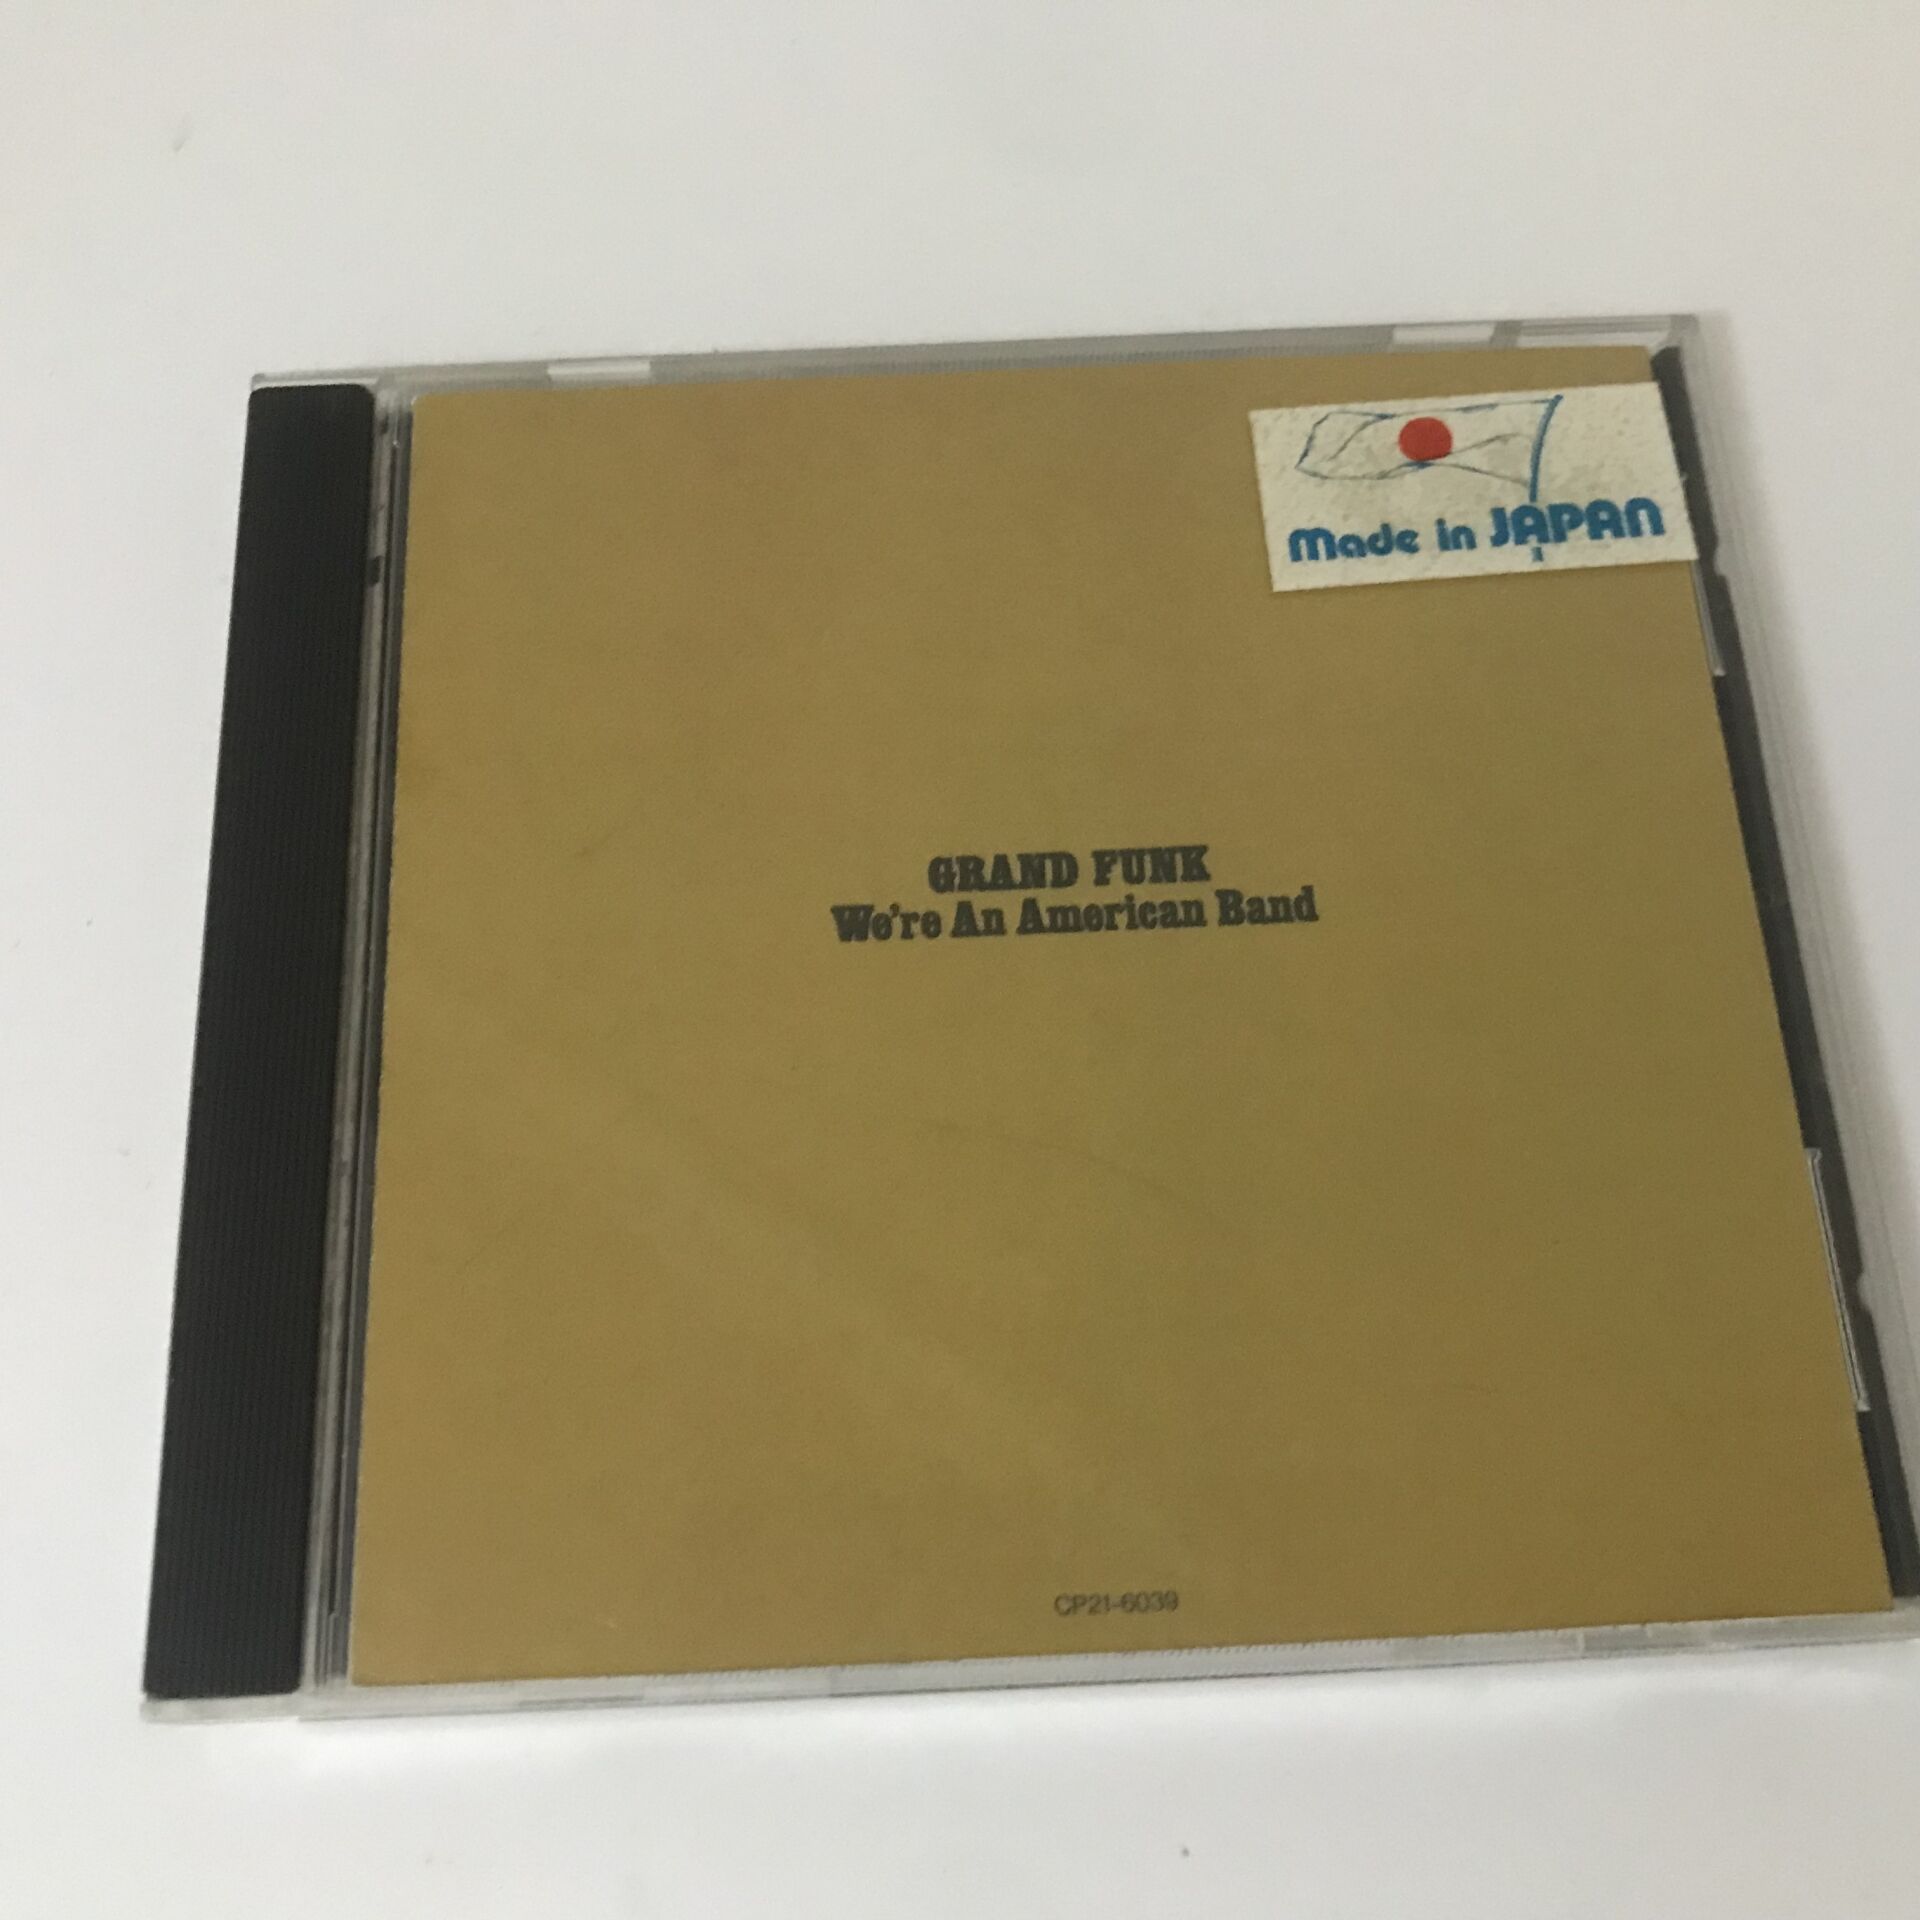 Made in JAPAN
GRAND FUNK
We're An American Band
CP21-6039